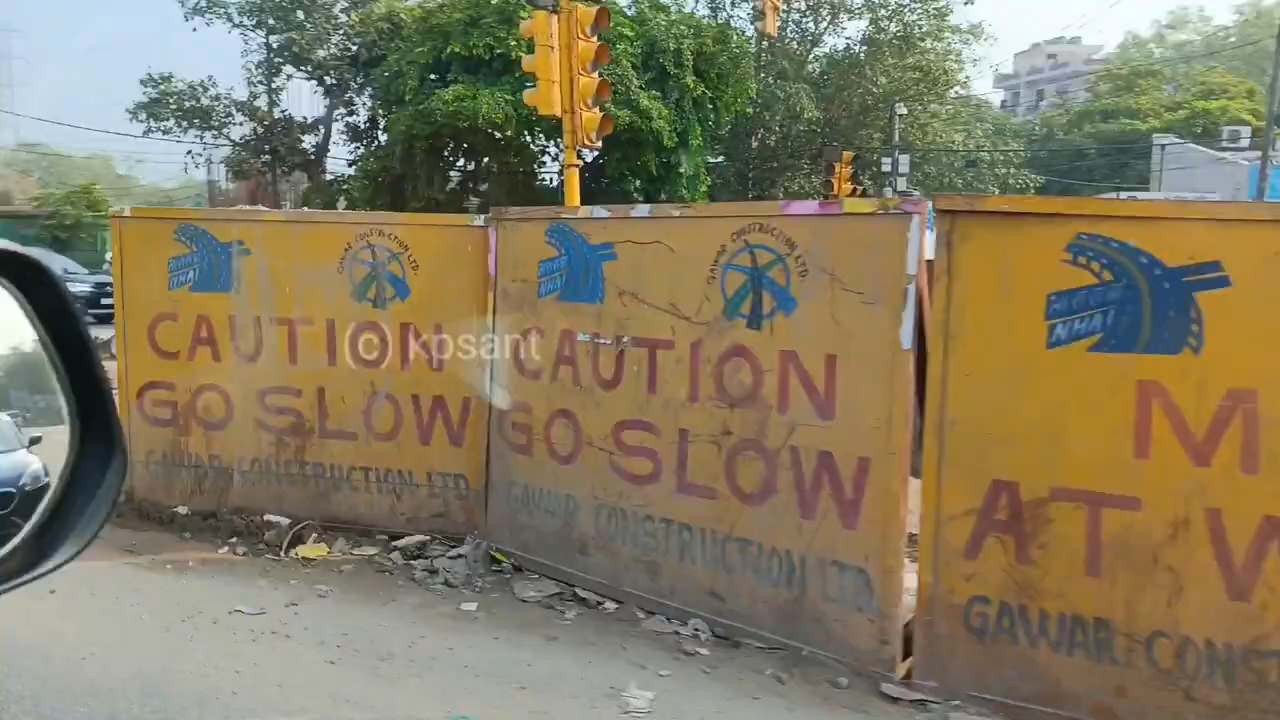 NHAI
GAWAR CONSTRUCTION LTD.
CAUTION
GO SLOW
GAWAR CONSTRUCTION LTD.
NHAI
GAWAR CONSTRUCTION LTD.
CAUTION
GO SLOW
GAWAR CONSTRUCTION LTD.
NHAI
M
AT W
GAWAR CONST
© kpsant